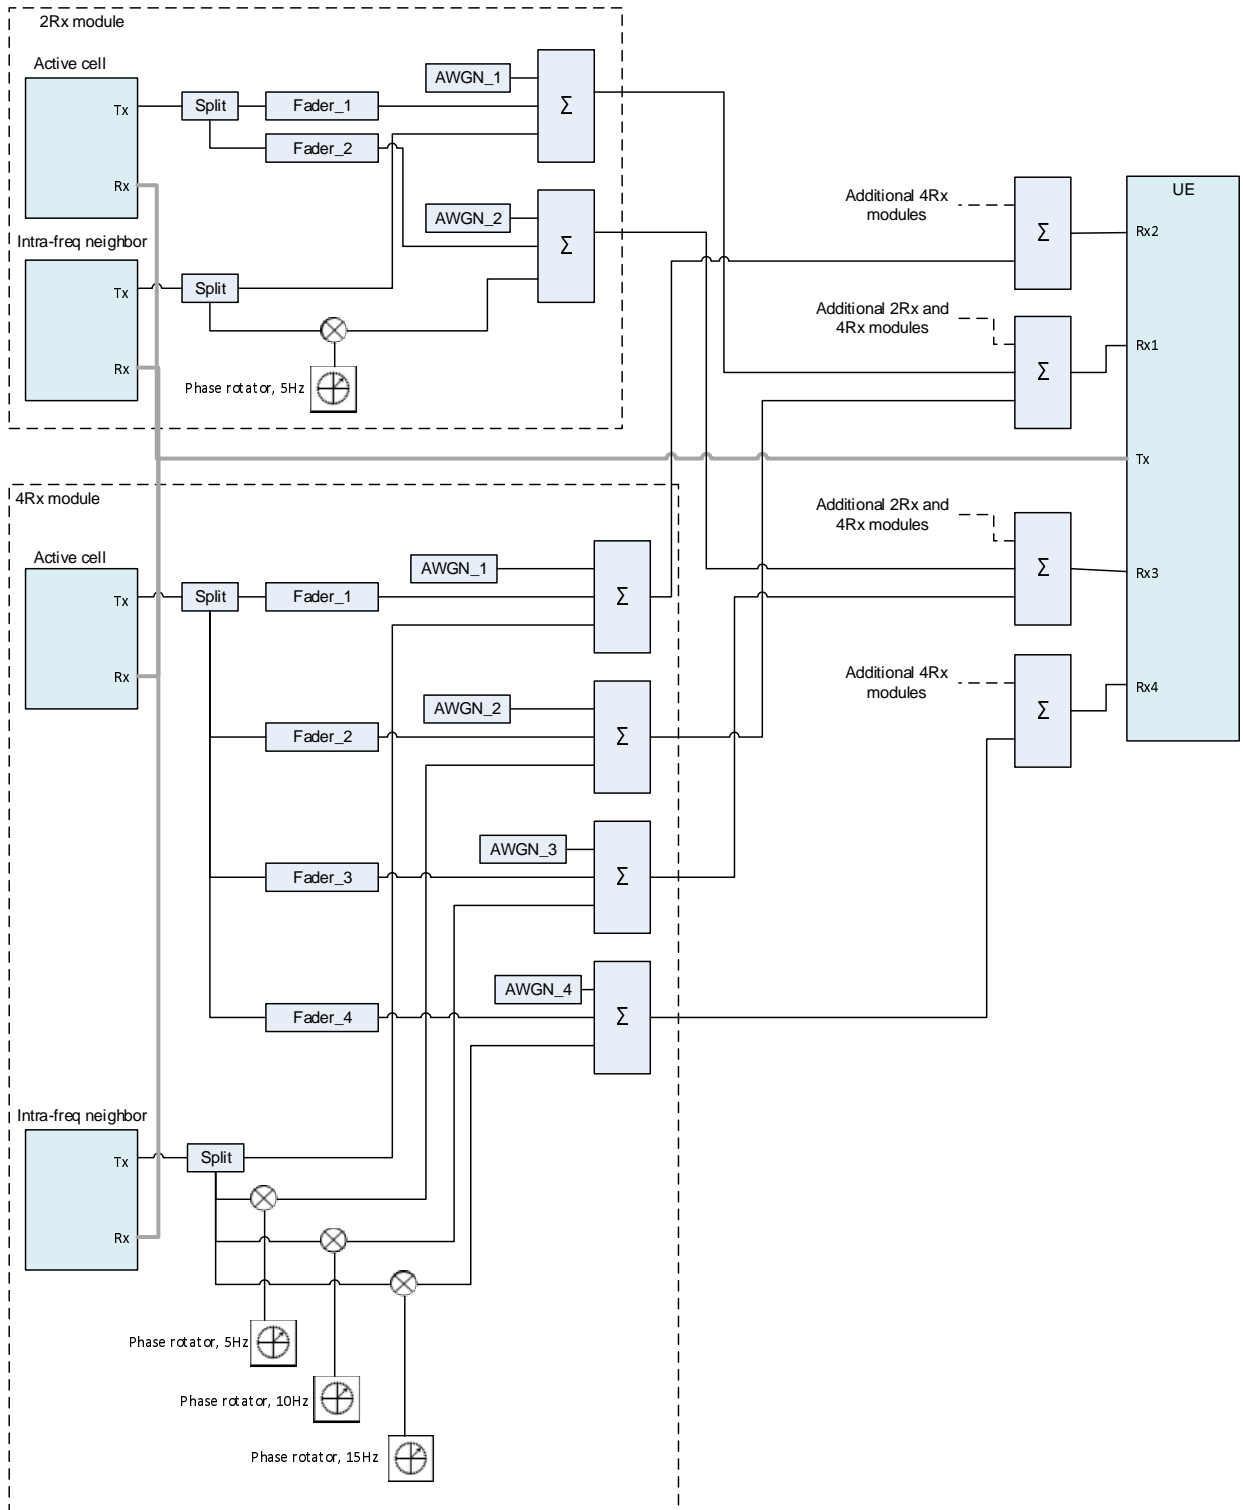 2Rx module
Active cell
Tx
Rx
Split
Fader_1
Fader_2
AWGN_1
Σ
AWGN_2
Σ
Intra-freq neighbor
Tx
Rx
Split
Phase rotator, 5Hz
Additional 4Rx
modules
Σ
Additional 2Rx and
4Rx modules
Σ
UE
Rx2
Rx1
Tx
Rx3
Rx4
Additional 2Rx and
4Rx modules
Σ
Additional 4Rx
modules
Σ
4Rx module
Active cell
Tx
Rx
Split
Fader_1
AWGN_1
Σ
Fader_2
AWGN_2
Σ
Fader_3
AWGN_3
Σ
Fader_4
AWGN_4
Σ
Intra-freq neighbor
Tx
Rx
Split
Phase rotator, 5Hz
Phase rotator, 10Hz
Phase rotator, 15Hz